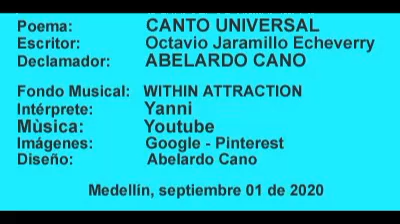 Poema: CANTO UNIVERSAL
Escritor: Octavio Jaramillo Echeverry
Declamador: ABELARDO CANO
Fondo Musical: WITHIN ATTRACTION
Intérprete: Yanni
Mùsica: Youtube
Imágenes: Google - Pinterest
Diseño: Abelardo Cano
Medellín, septiembre 01 de 2020